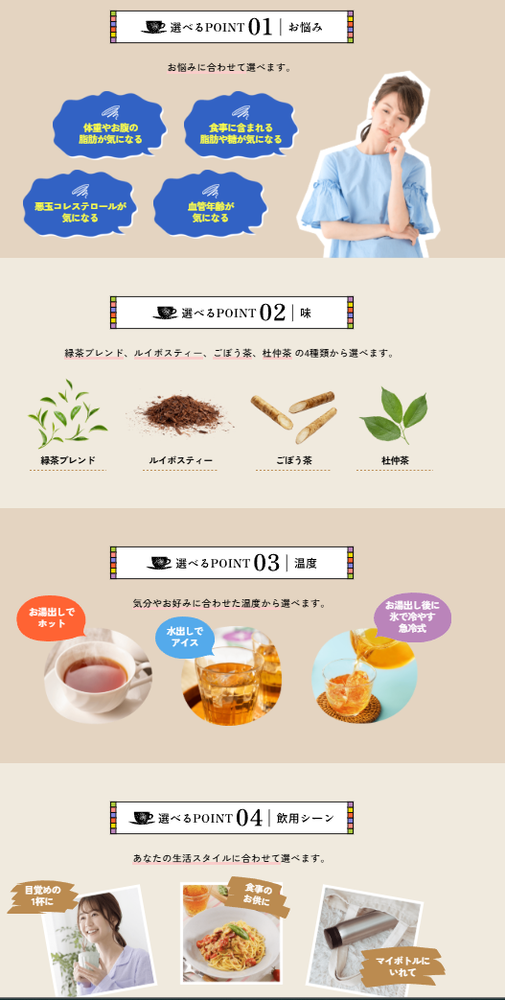 選べるPOINT 01 | お悩み
お悩みに合わせて選べます。
体重やお腹の
脂肪が気になる
食事に含まれる
脂肪や糖が気になる
悪玉コレステロールが
気になる
血管年齢が
気になる
選べるPOINT 02 | 味
緑茶ブレンド、ルイボスティー、ごぼう茶、杜仲茶 の4種類から選べます。
緑茶ブレンド
ルイボスティー
ごぼう茶
杜仲茶
選べるPOINT 03 | 温度
気分やお好みに合わせた温度から選べます。
お湯出しで
ホット
水出しで
アイス
お湯出し後に
氷で冷やす
急冷式
選べるPOINT 04 | 飲用シーン
あなたの生活スタイルに合わせて選べます。
目覚めの
1杯に
食事の
お供に
マイボトルに
いれて